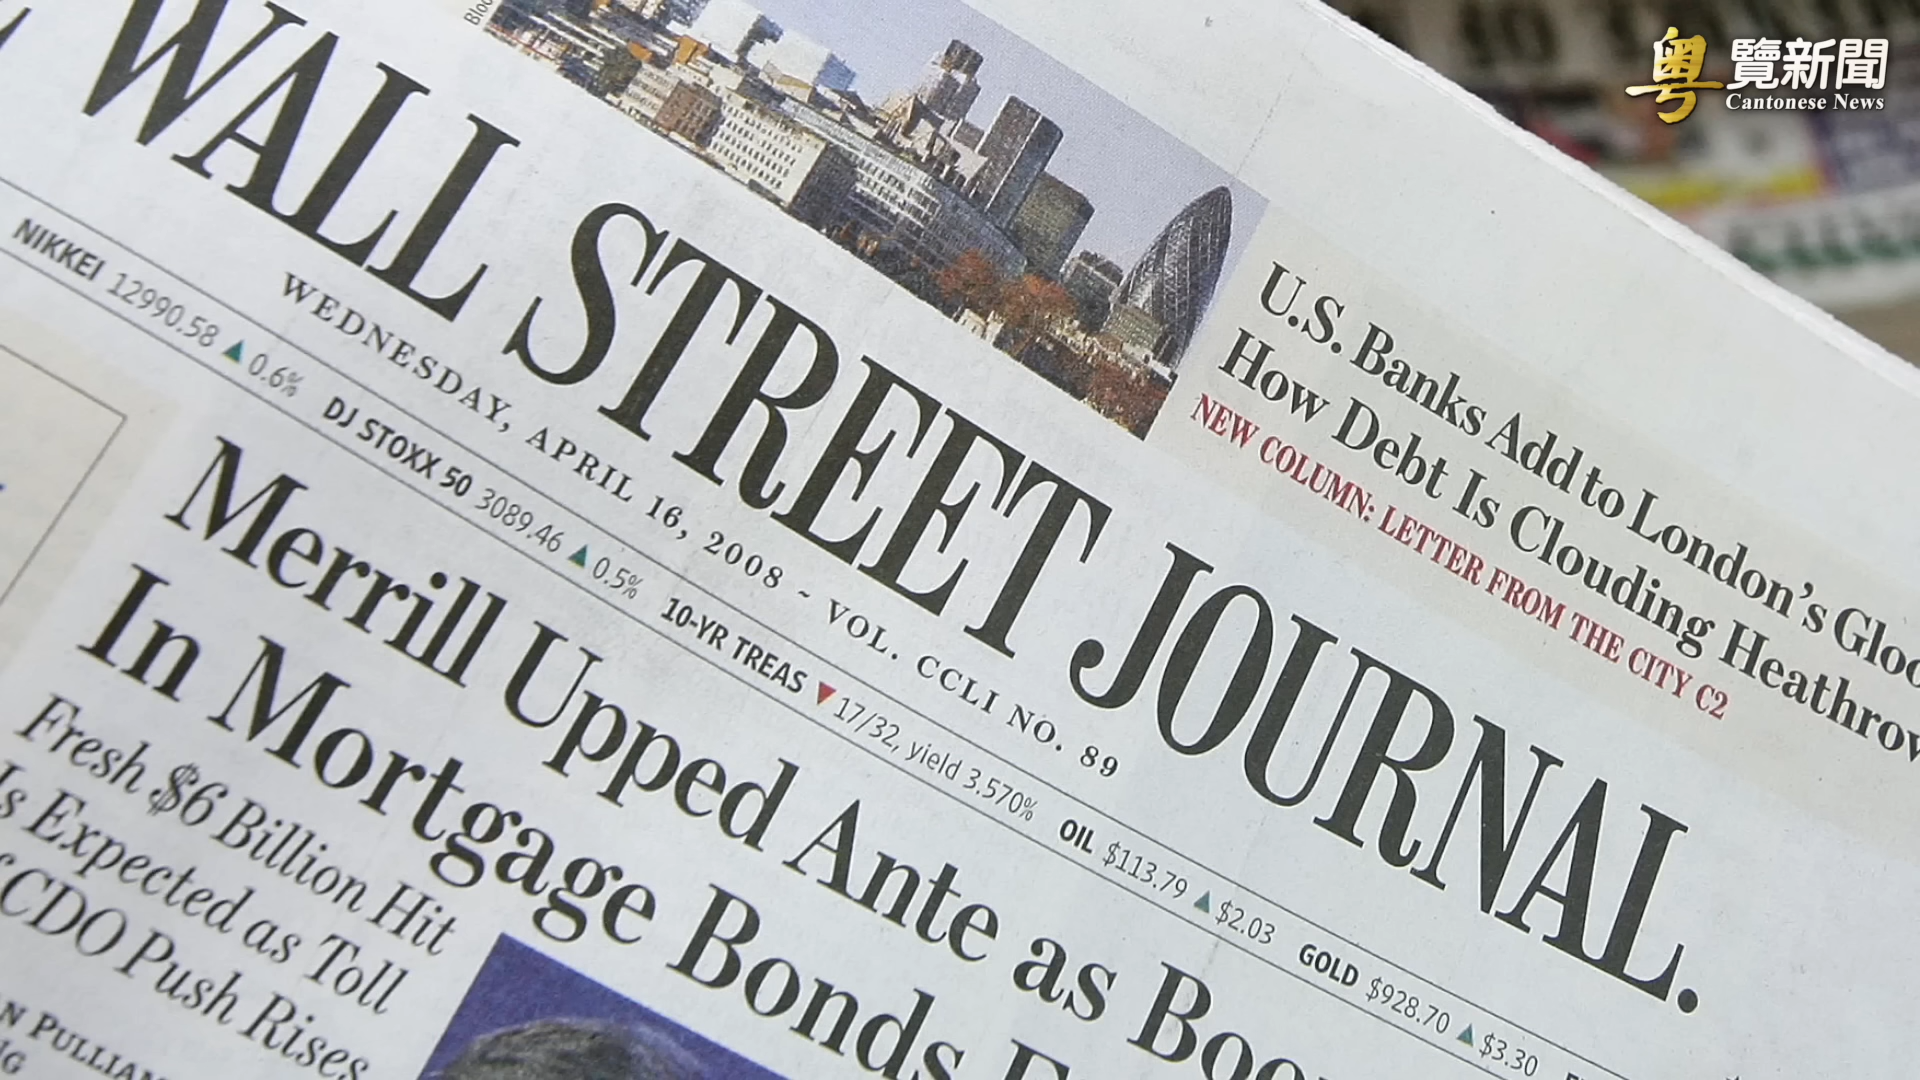 粵覽新聞
Cantonese News
WALL STREET JOURNAL.
U.S. Banks Add to London's
How Debt Is Clouding Heathrow
NEW COLUMN: LETTER FROM THE CITY C2
WEDNESDAY, APRIL 16, 2008 ~ VOL. CCLI NO. 89
NIKKEI 12990.58 ▲ 0.6% DJ STOXX 50 3089.46 ▲ 0.5% 10-YR TREAS ▼ 17/32, yield 3.570% OIL $113.79 ▲ $2.03 GOLD $928.70 ▲ $3.30
Merrill Upped Ante as
In Mortgage Bonds
Fresh $6 Billion Hit
Is Expected as Toll
CDO Push Rises